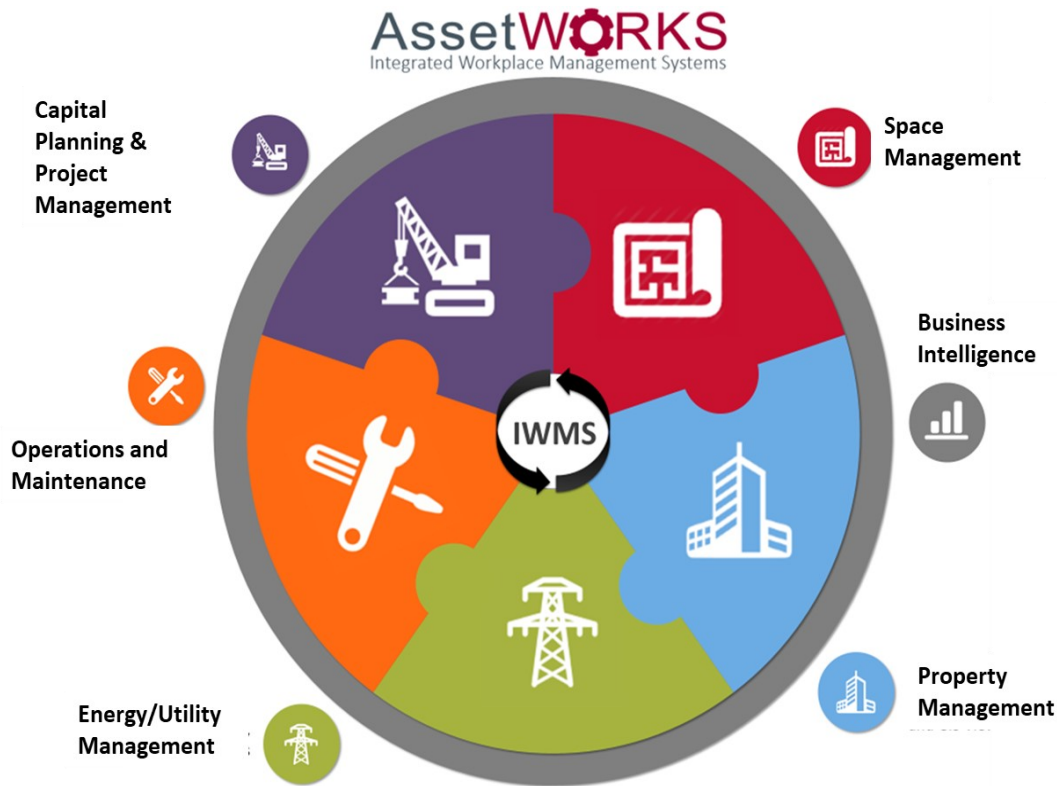 AssetWORKS
Integrated Workplace Management Systems
Capital
Planning &
Project
Management
Space
Management
Business
Intelligence
Operations and
Maintenance
IWMS
Property
Management
Energy/Utility
Management